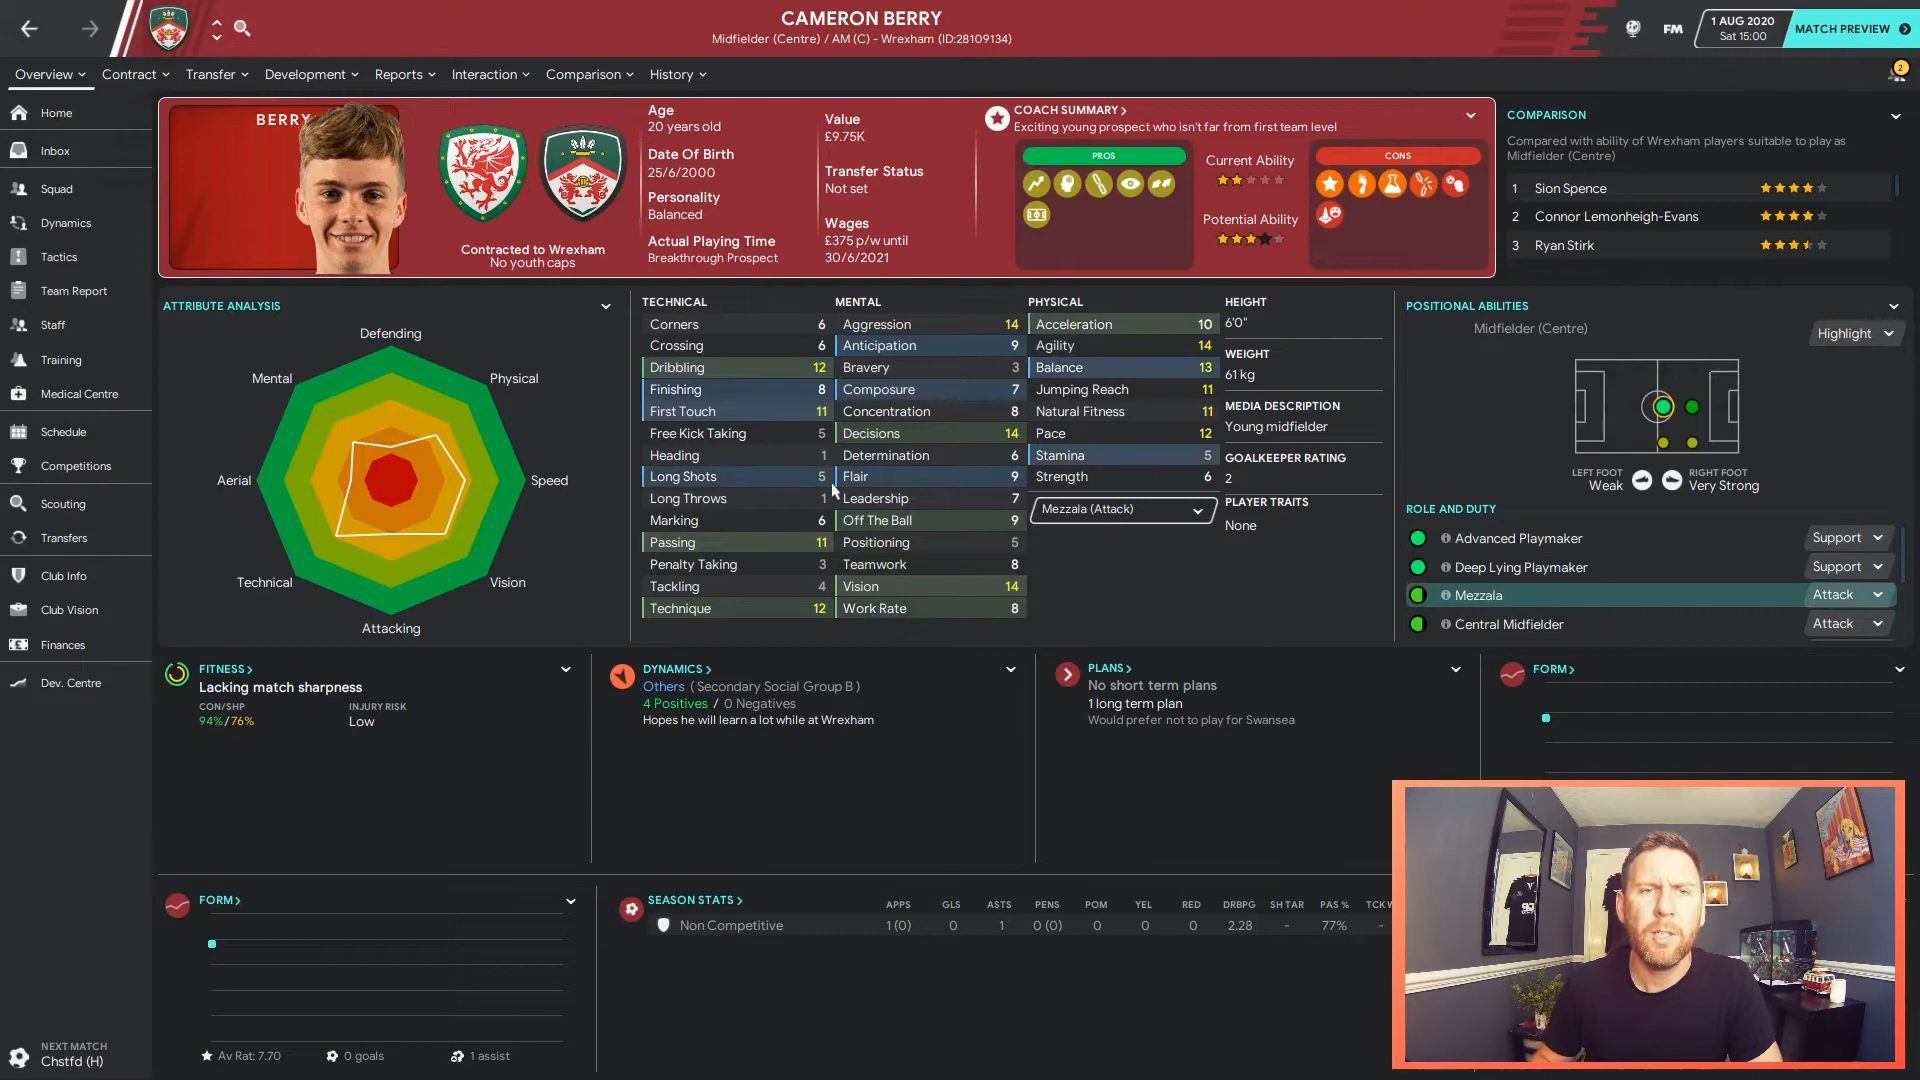 CAMERON BERRY
Midfielder (Centre) / AM (C) - Wrexham (ID:28109134)
FM
1 AUG 2020
Sat 15:00
MATCH PREVIEW
Overview
Contract
Transfer
Development
Reports
Interaction
Comparison
History
2
Home
Inbox
Squad
Dynamics
Tactics
Team Report
Staff
Training
Medical Centre
Schedule
Competitions
Scouting
Transfers
Club Info
Club Vision
Finances
Dev. Centre
NEXT MATCH
Chstfd (H)
BERRY
Contracted to Wrexham
No youth caps
Age
20 years old
Date Of Birth
25/6/2000
Personality
Balanced
Actual Playing Time
Breakthrough Prospect
Value
£9.75K
Transfer Status
Not set
Wages
£375 p/w until
30/6/2021
COACH SUMMARY
Exciting young prospect who isn't far from first team level
PROS
Current Ability
Potential Ability
CONS
COMPARISON
Compared with ability of Wrexham players suitable to play as
Midfielder (Centre)
1 Sion Spence
2 Connor Lemonheigh-Evans
3 Ryan Stirk
ATTRIBUTE ANALYSIS
Defending
Physical
Speed
Vision
Attacking
Technical
Aerial
Mental
TECHNICAL
Corners 6
Crossing 6
Dribbling 12
Finishing 8
First Touch 11
Free Kick Taking 5
Heading 1
Long Shots 5
Long Throws 1
Marking 6
Passing 11
Penalty Taking 3
Tackling 4
Technique 12
MENTAL
Aggression 14
Anticipation 9
Bravery 3
Composure 7
Concentration 8
Decisions 14
Determination 6
Flair 9
Leadership 7
Off The Ball 9
Positioning 5
Teamwork 8
Vision 14
Work Rate 8
PHYSICAL
Acceleration 10
Agility 14
Balance 13
Jumping Reach 11
Natural Fitness 11
Pace 12
Stamina 5
Strength 6
Mezzala (Attack)
HEIGHT
6'0"
WEIGHT
61 kg
MEDIA DESCRIPTION
Young midfielder
GOALKEEPER RATING
2
PLAYER TRAITS
None
POSITIONAL ABILITIES
Midfielder (Centre)
Highlight
LEFT FOOT
Weak
RIGHT FOOT
Very Strong
ROLE AND DUTY
Advanced Playmaker Support
Deep Lying Playmaker Support
Mezzala Attack
Central Midfielder Attack
FITNESS
Lacking match sharpness
CON/SHP
94%/76%
INJURY RISK
Low
DYNAMICS
Others ( Secondary Social Group B )
4 Positives / 0 Negatives
Hopes he will learn a lot while at Wrexham
PLANS
No short term plans
1 long term plan
Would prefer not to play for Swansea
FORM
FORM
Av Rat: 7.70
0 goals
1 assist
SEASON STATS
APPS GLS ASTS PENS POM YEL RED DRBPG SH TAR PAS % TCK
Non Competitive 1 (0) 0 1 0 (0) 0 0 0 2.28 - 77% -